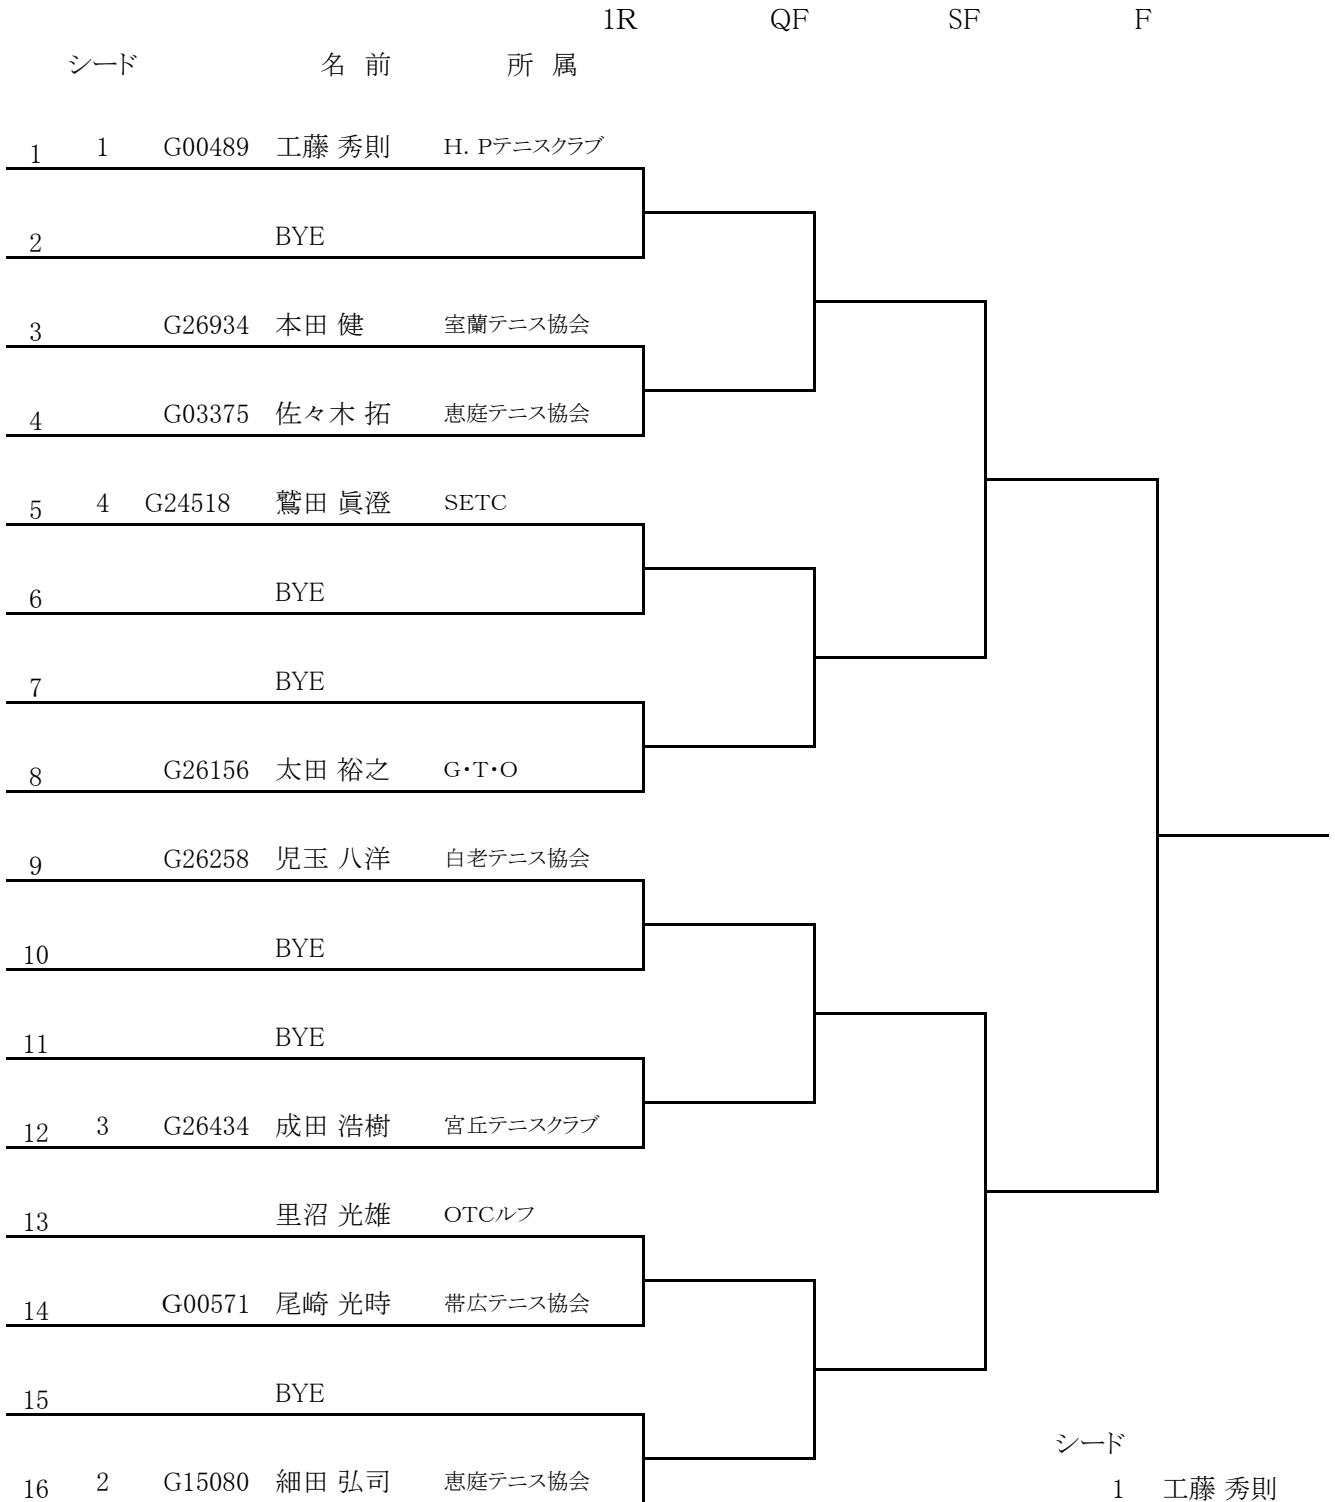 1R QF SF F
シード 名 前 所 属
1 1 G00489 工藤 秀則 H. Pテニスクラブ
2 BYE
3 G26934 本田 健 室蘭テニス協会
4 G03375 佐々木 拓 恵庭テニス協会
5 4 G24518 鷲田 眞澄 SETC
6 BYE
7 BYE
8 G26156 太田 裕之 G・T・O
9 G26258 児玉 八洋 白老テニス協会
10 BYE
11 BYE
12 3 G26434 成田 浩樹 宮丘テニスクラブ
13 里沼 光雄 OTCルフ
14 G00571 尾崎 光時 帯広テニス協会
15 BYE
シード
16 2 G15080 細田 弘司 恵庭テニス協会
1 工藤 秀則